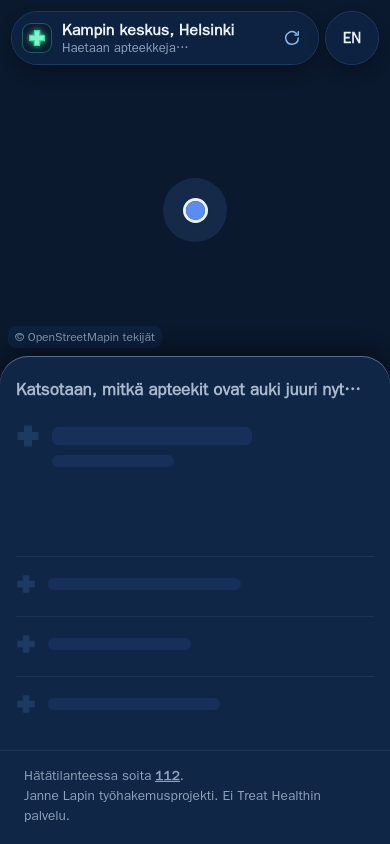 Kampin keskus, Helsinki
Haetaan apteekkeja…
EN
© OpenStreetMapin tekijät
Katsotaan, mitkä apteekit ovat auki juuri nyt…
Hätätilanteessa soita 112.
Janne Lapin työhakemusprojekti. Ei Treat Healthin
palvelu.